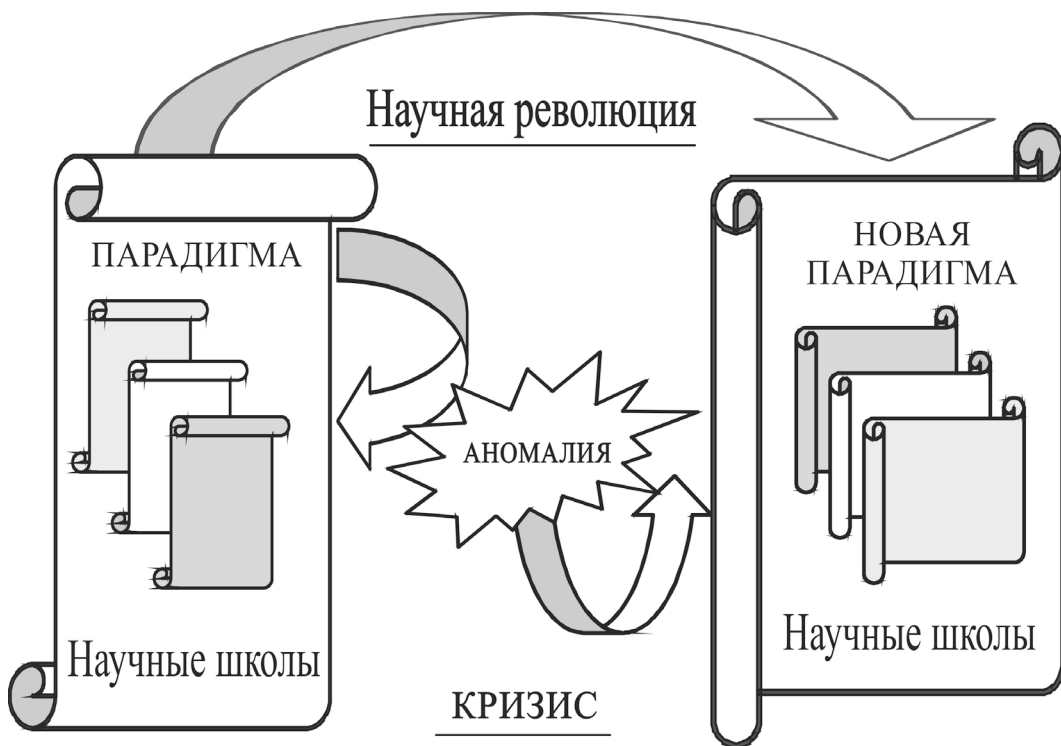 Научная революция
ПАРАДИГМА
Научные школы
АНОМАЛИЯ
КРИЗИС
НОВАЯ
ПАРАДИГМА
Научные школы